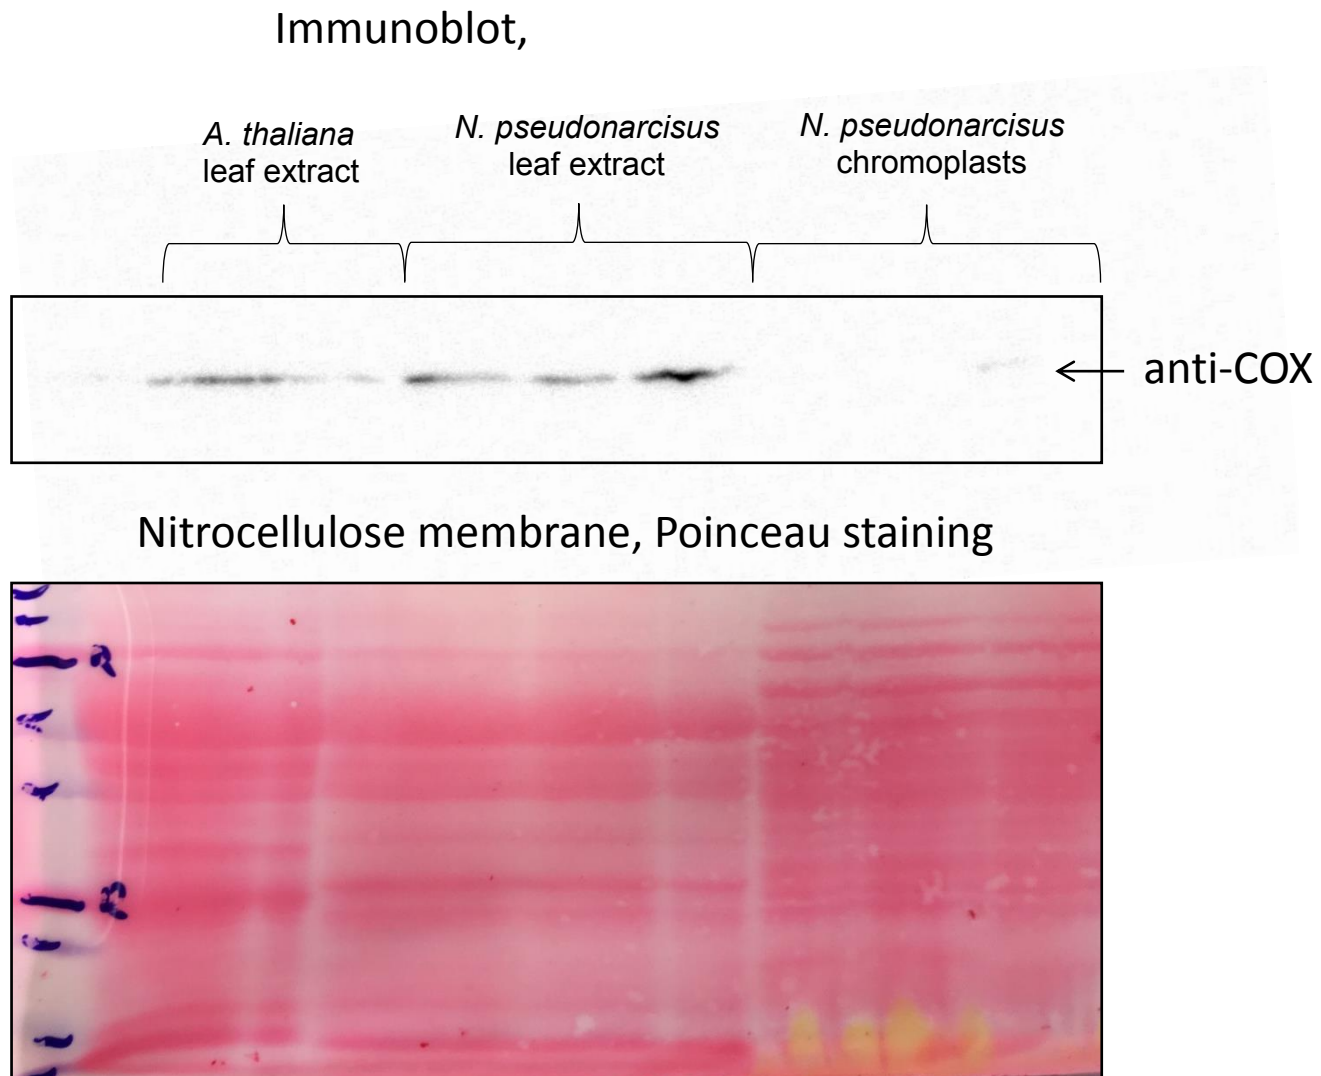 Immunoblot,
A. thaliana
leaf extract
N. pseudonarcisus
leaf extract
N. pseudonarcisus
chromoplasts
anti-COX
Nitrocellulose membrane, Poinceau staining